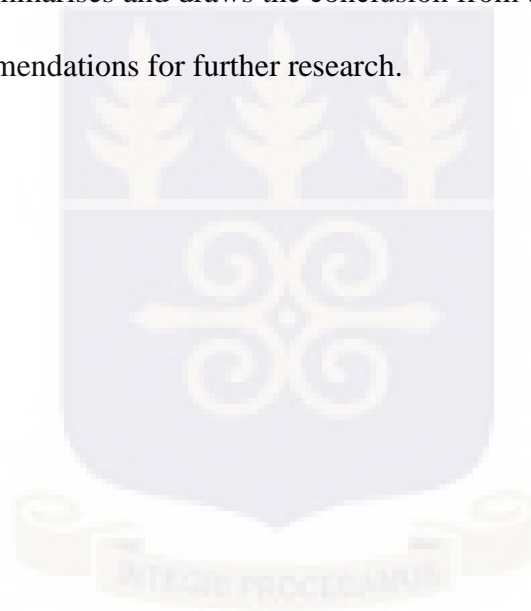 mmarises and draws the conclusion from
mendations for further research.
INTEGRI PROCEDAMUS